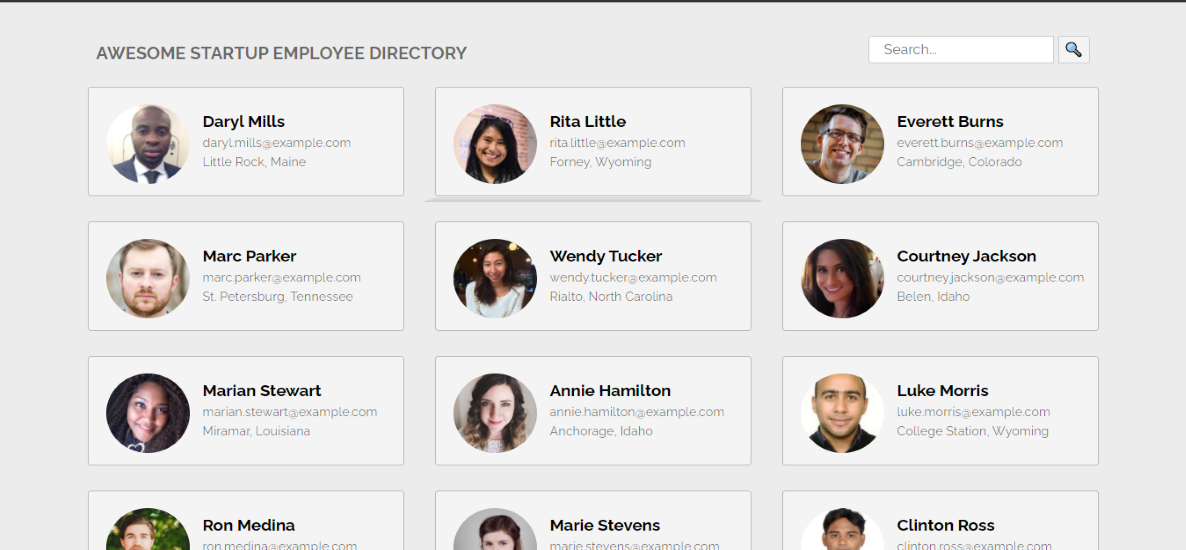 AWESOME STARTUP EMPLOYEE DIRECTORY
Search...
Daryl Mills
daryl.mills@example.com
Little Rock, Maine
Rita Little
rita.little@example.com
Forney, Wyoming
Everett Burns
everett.burns@example.com
Cambridge, Colorado
Marc Parker
marc.parker@example.com
St. Petersburg, Tennessee
Wendy Tucker
wendy.tucker@example.com
Rialto, North Carolina
Courtney Jackson
courtney.jackson@example.com
Belen, Idaho
Marian Stewart
marian.stewart@example.com
Miramar, Louisiana
Annie Hamilton
annie.hamilton@example.com
Anchorage, Idaho
Luke Morris
luke.morris@example.com
College Station, Wyoming
Ron Medina
ron.medina@example.com
Marie Stevens
marie.stevens@example.com
Clinton Ross
clinton.ross@example.com